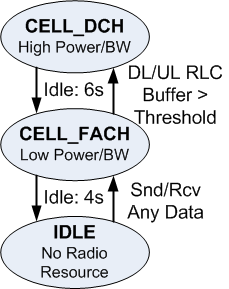 CELL_DCH
High Power/BW
Idle: 6s
DL/UL RLC
Buffer >
Threshold
CELL_FACH
Low Power/BW
Idle: 4s
Snd/Rcv
Any Data
IDLE
No Radio
Resource